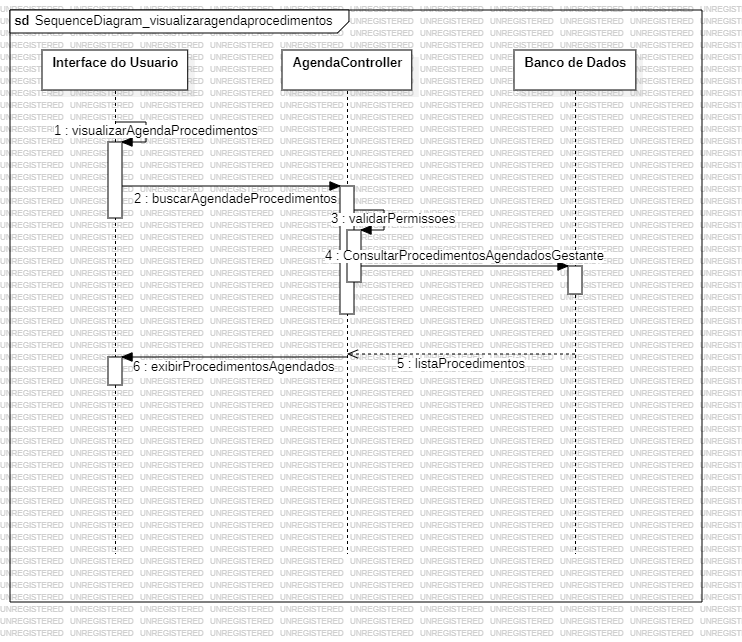 sd SequenceDiagram_visualizaragendaprocedimentos
Interface do Usuario
AgendaController
Banco de Dados
1 : visualizarAgendaProcedimentos
2 : buscarAgendadeProcedimentos
3 : validarPermissoes
4 : ConsultarProcedimentosAgendadosGestante
5 : listaProcedimentos
6 : exibirProcedimentosAgendados
UNREGISTERED